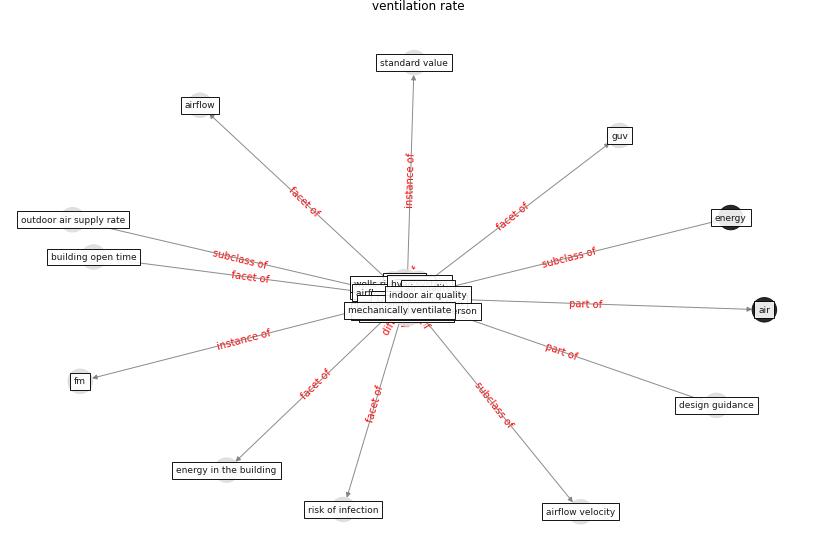 ventilation rate
standard value
airflow
guv
instance of
facet of
facet of
outdoor air supply rate
energy
subclass of
subclass of
building open time
facet of
indoor air quality
part of
air
mechanically ventilate
instance of
part of
fm
facet of
facet of
subclass of
design guidance
energy in the building
risk of infection
airflow velocity